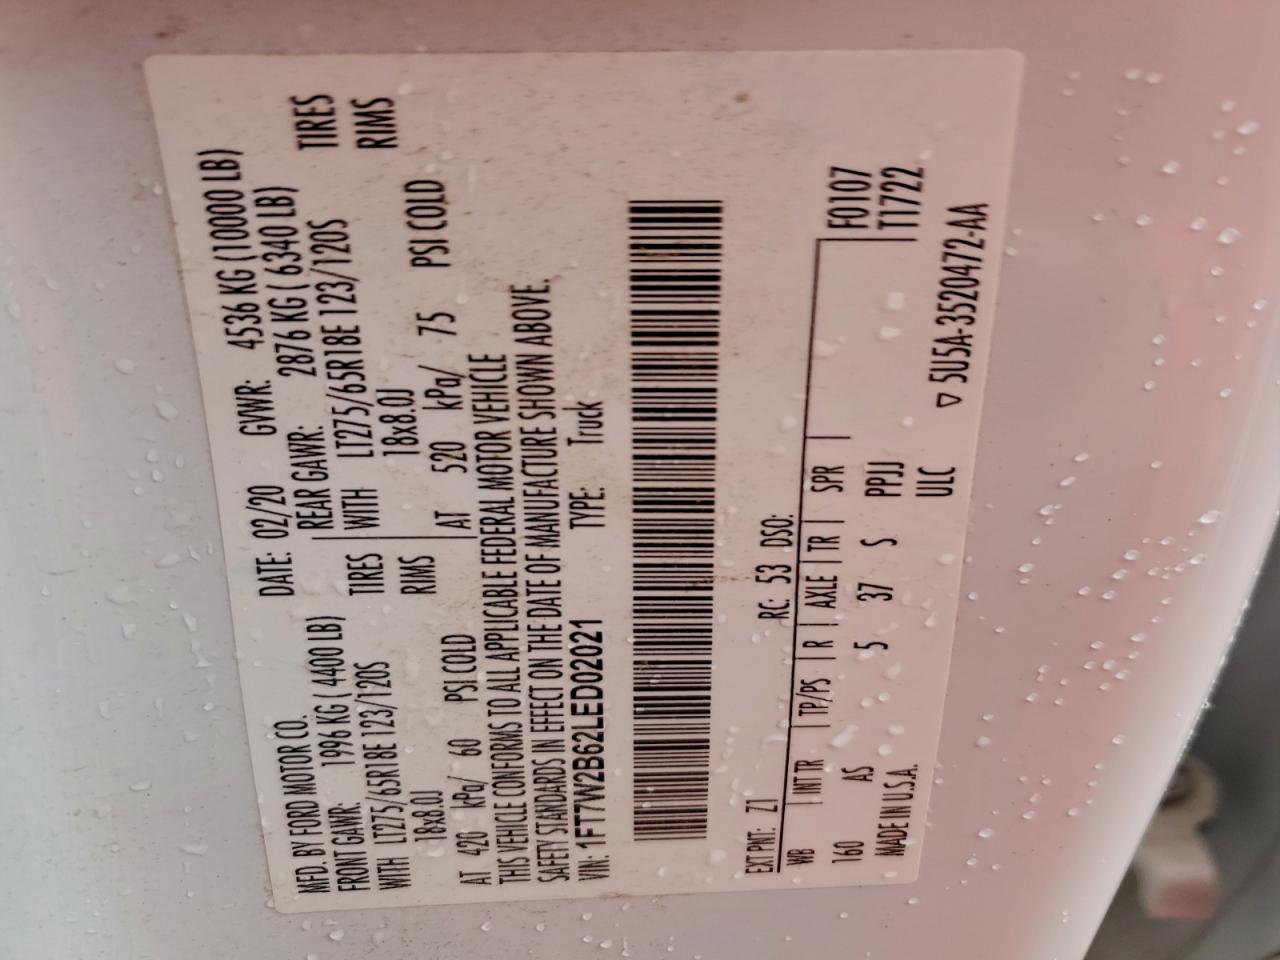 MFD. BY FORD MOTOR CO.
DATE: 02/20 GVWR: 4536 KG (10000 LB)
FRONT GAWR: 1996 KG ( 4400 LB)
REAR GAWR: 2876 KG ( 6340 LB)
WITH LT275/65R18E 123/120S TIRES
WITH LT275/65R18E 123/120S TIRES
18x8.0J RIMS
18x8.0J RIMS
AT 420 kPa/ 60 PSI COLD
AT 520 kPa/ 75 PSI COLD
THIS VEHICLE CONFORMS TO ALL APPLICABLE FEDERAL MOTOR VEHICLE
SAFETY STANDARDS IN EFFECT ON THE DATE OF MANUFACTURE SHOWN ABOVE.
VIN: 1FT7W2B62LED02021 TYPE: Truck
EXT PNT: Z1 RC: 53 DSO:
WB | INT TR | TP/PS | R | AXLE | TR | SPR | F0107
160 AS 5 37 S PPJJ T1722
MADE IN U.S.A. ULC ▽ 5U5A-3520472-AA